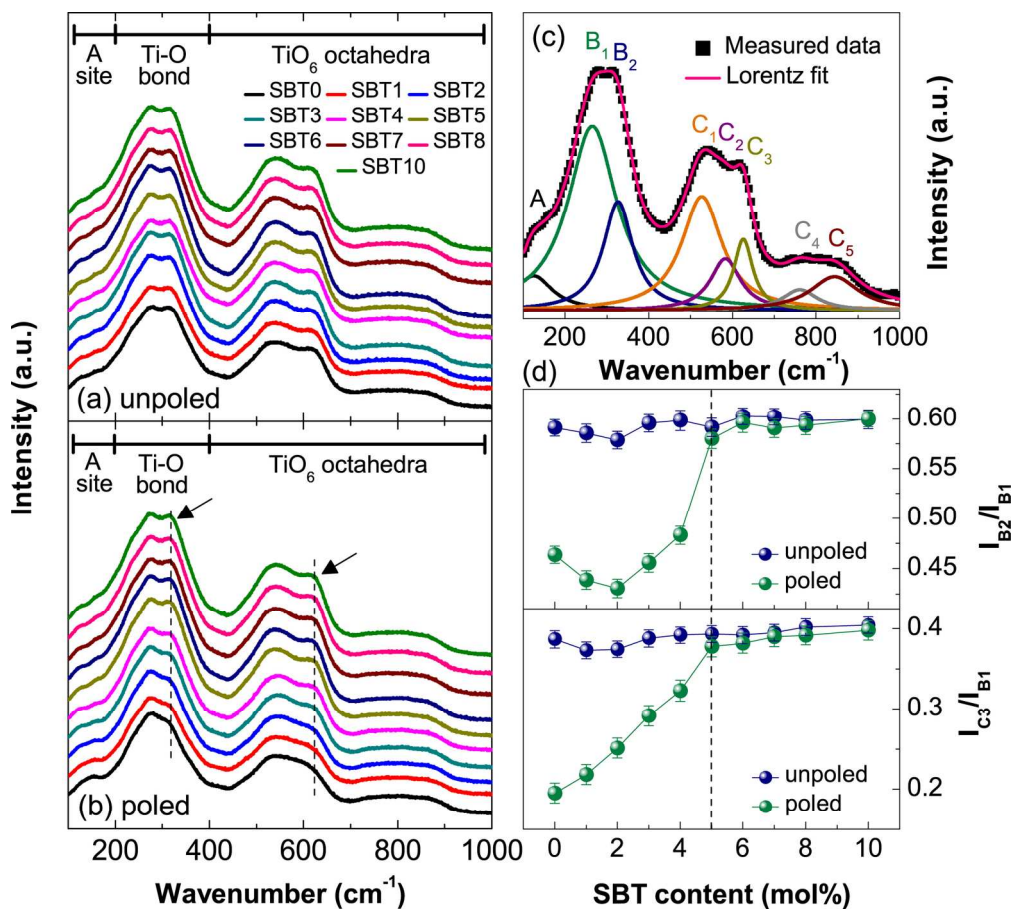 A site
Ti-O bond
TiO6 octahedra
SBT0 SBT1 SBT2
SBT3 SBT4 SBT5
SBT6 SBT7 SBT8
SBT10
(a) unpoled
A site
Ti-O bond
TiO6 octahedra
(b) poled
200 400 600 800 1000
Wavenumber (cm-1)
Intensity (a.u.)
(c)
Measured data
Lorentz fit
A
B1 B2
C1 C2 C3
C4 C5
200 400 600 800 1000
Wavenumber (cm-1)
Intensity (a.u.)
(d)
0.60
0.55
0.50
0.45
IB2/IB1
unpoled
poled
0.4
0.3
0.2
IC3/IB1
unpoled
poled
0 2 4 6 8 10
SBT content (mol%)